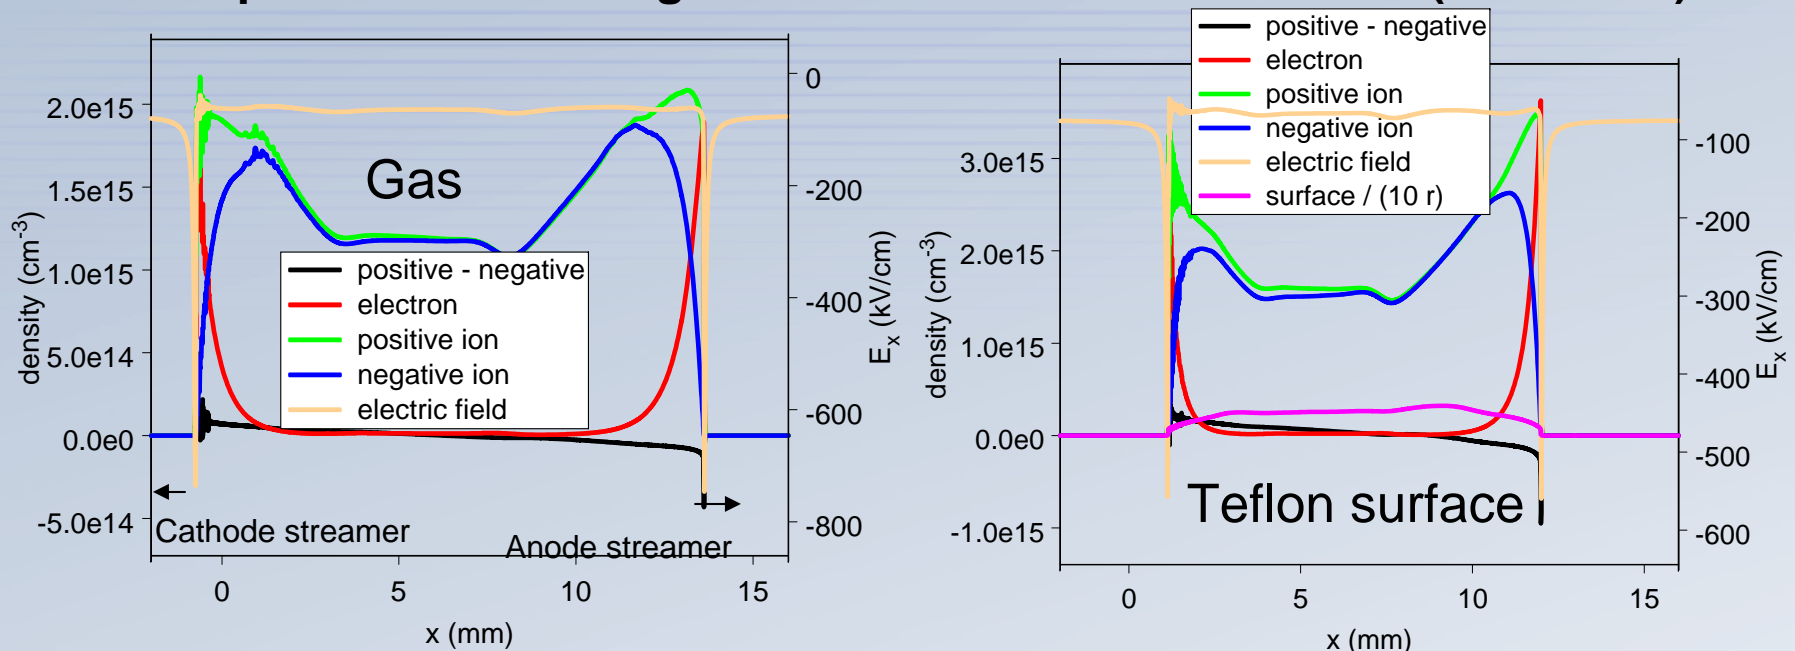 Gas
positive - negative
electron
positive ion
negative ion
electric field
Cathode streamer
Anode streamer
density (cm-3)
2.0e15
1.5e15
1.0e15
5.0e14
0.0e0
-5.0e14
0
-200
-400
-600
-800
Ex (kV/cm)
0
5
10
15
x (mm)
positive - negative
electron
positive ion
negative ion
electric field
surface / (10 r)
Teflon surface
density (cm-3)
3.0e15
2.0e15
1.0e15
0.0e0
-1.0e15
-100
-200
-300
-400
-500
-600
Ex (kV/cm)
0
5
10
15
x (mm)